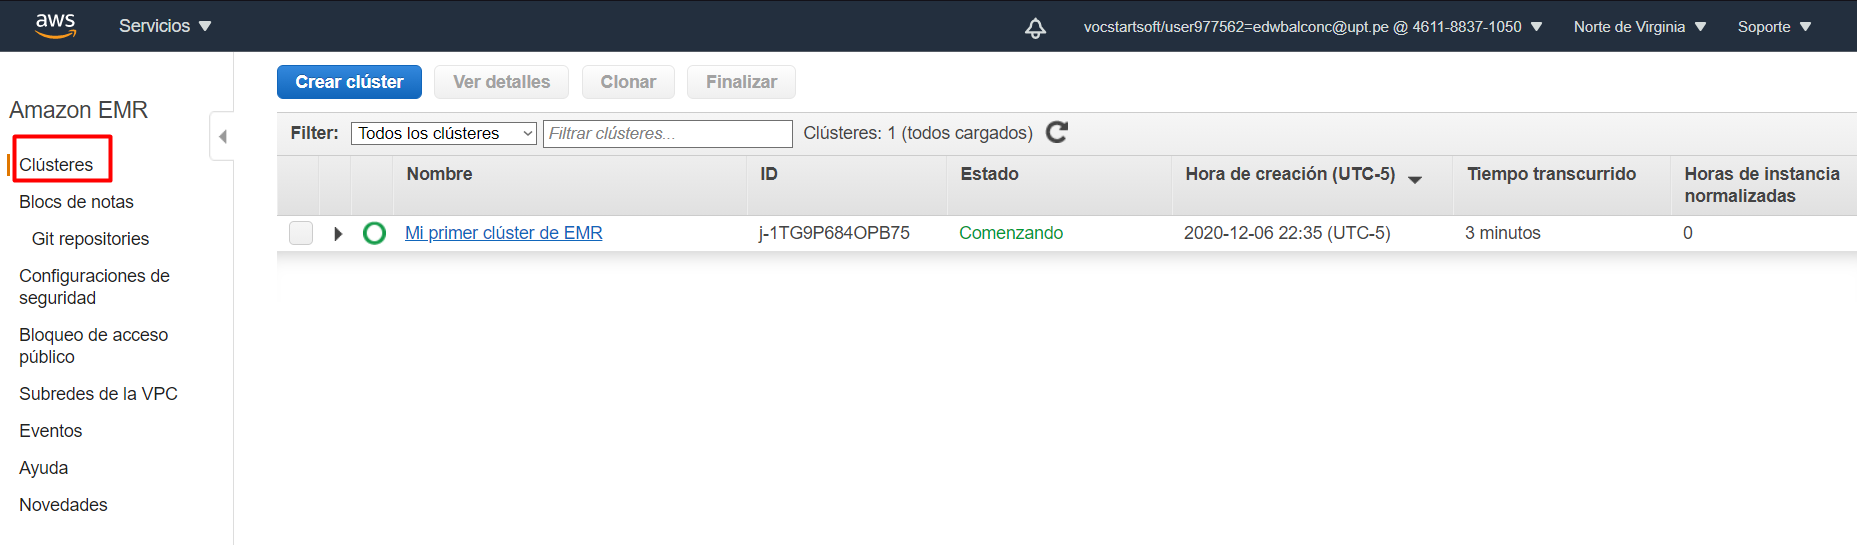 aws Servicios vocstartsoft/user977562=edwbalconc@upt.pe @ 4611-8837-1050 Norte de Virginia Soporte
Amazon EMR
Clústeres
Blocs de notas
Git repositories
Configuraciones de
seguridad
Bloqueo de acceso
público
Subredes de la VPC
Eventos
Ayuda
Novedades
Crear clúster Ver detalles Clonar Finalizar
Filter: Todos los clústeres Filtrar clústeres... Clústeres: 1 (todos cargados)
Nombre ID Estado Hora de creación (UTC-5) Tiempo transcurrido Horas de instancia
normalizadas
Mi primer clúster de EMR j-1TG9P684OPB75 Comenzando 2020-12-06 22:35 (UTC-5) 3 minutos 0